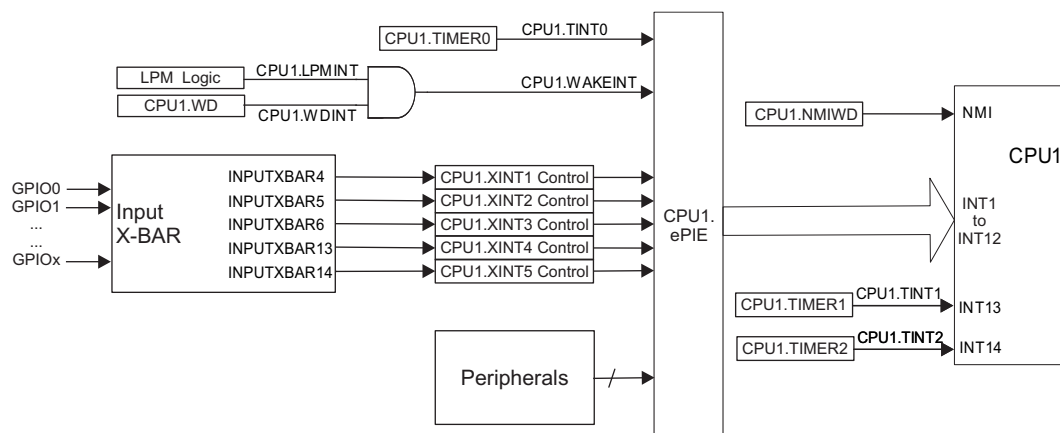 CPU1.TIMER0
CPU1.TINT0
LPM Logic
CPU1.LPMINT
CPU1.WD
CPU1.WDINT
CPU1.WAKEINT
GPIO0
GPIO1
...
...
GPIOx
Input
X-BAR
INPUTXBAR4
INPUTXBAR5
INPUTXBAR6
INPUTXBAR13
INPUTXBAR14
CPU1.XINT1 Control
CPU1.XINT2 Control
CPU1.XINT3 Control
CPU1.XINT4 Control
CPU1.XINT5 Control
Peripherals
CPU1.
ePIE
CPU1.NMIWD
NMI
CPU1
INT1
to
INT12
CPU1.TIMER1
CPU1.TINT1
INT13
CPU1.TIMER2
CPU1.TINT2
INT14